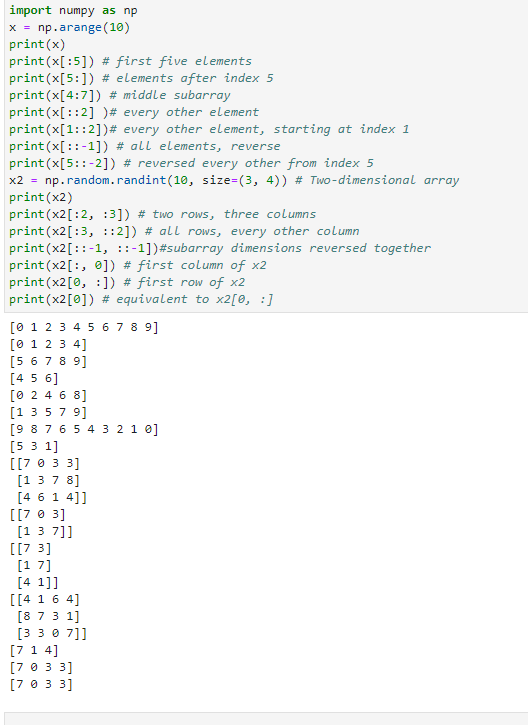 import numpy as np
x = np.arange(10)
print(x)
print(x[:5]) # first five elements
print(x[5:]) # elements after index 5
print(x[4:7]) # middle subarray
print(x[::2] )# every other element
print(x[1::2])# every other element, starting at index 1
print(x[::-1]) # all elements, reverse
print(x[5::-2]) # reversed every other from index 5
x2 = np.random.randint(10, size=(3, 4)) # Two-dimensional array
print(x2)
print(x2[:2, :3]) # two rows, three columns
print(x2[:3, ::2]) # all rows, every other column
print(x2[::-1, ::-1])#subarray dimensions reversed together
print(x2[:, 0]) # first column of x2
print(x2[0, :]) # first row of x2
print(x2[0]) # equivalent to x2[0, :]
[0 1 2 3 4 5 6 7 8 9]
[0 1 2 3 4]
[5 6 7 8 9]
[4 5 6]
[0 2 4 6 8]
[1 3 5 7 9]
[9 8 7 6 5 4 3 2 1 0]
[5 3 1]
[[7 0 3 3]
 [1 3 7 8]
 [4 6 1 4]]
[[7 0 3]
 [1 3 7]]
[[7 3]
 [1 7]
 [4 1]]
[[4 1 6 4]
 [8 7 3 1]
 [3 3 0 7]]
[7 1 4]
[7 0 3 3]
[7 0 3 3]